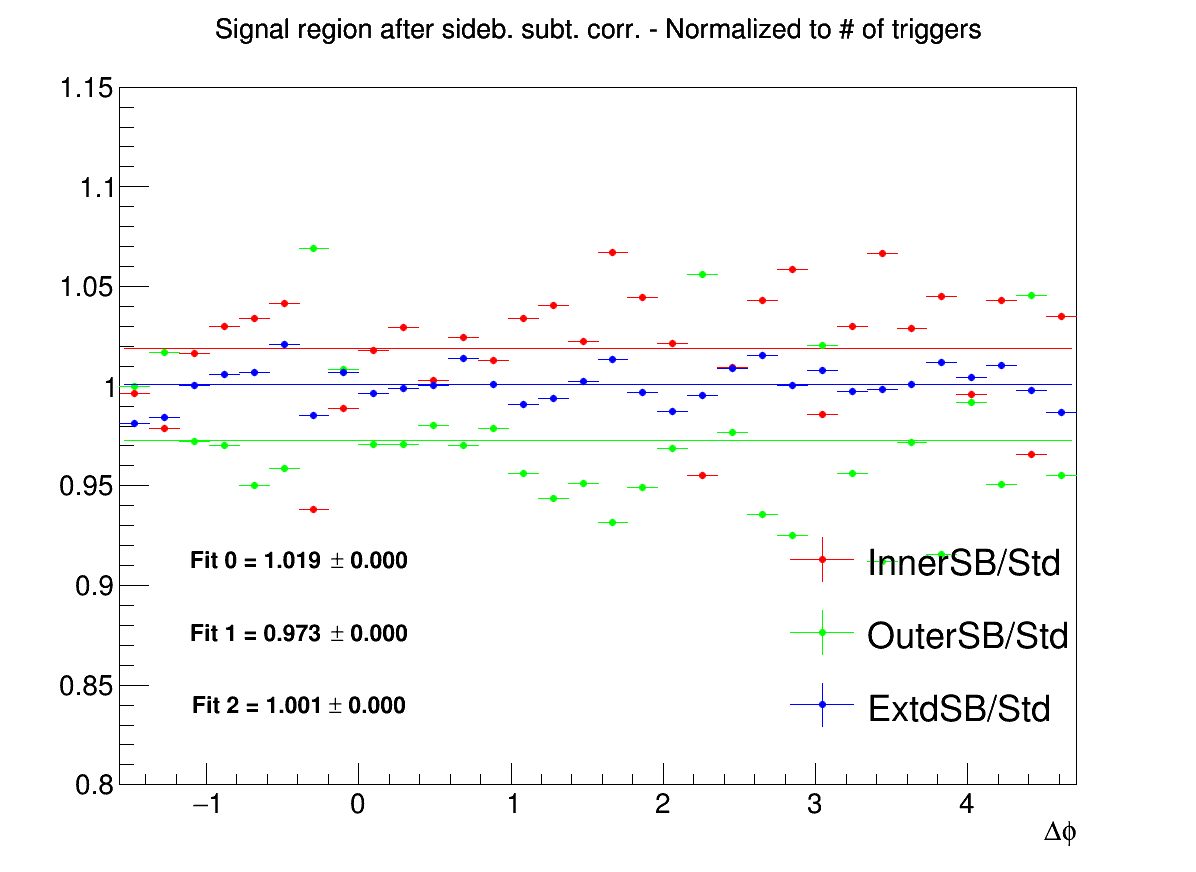 Signal region after sideb. subt. corr. - Normalized to # of triggers
1.15
1.1
1.05
1
0.95
0.9
0.85
0.8
Fit 0 = 1.019 ± 0.000
Fit 1 = 0.973 ± 0.000
Fit 2 = 1.001 ± 0.000
InnerSB/Std
OuterSB/Std
ExtdSB/Std
−1 0 1 2 3 4
Δϕ